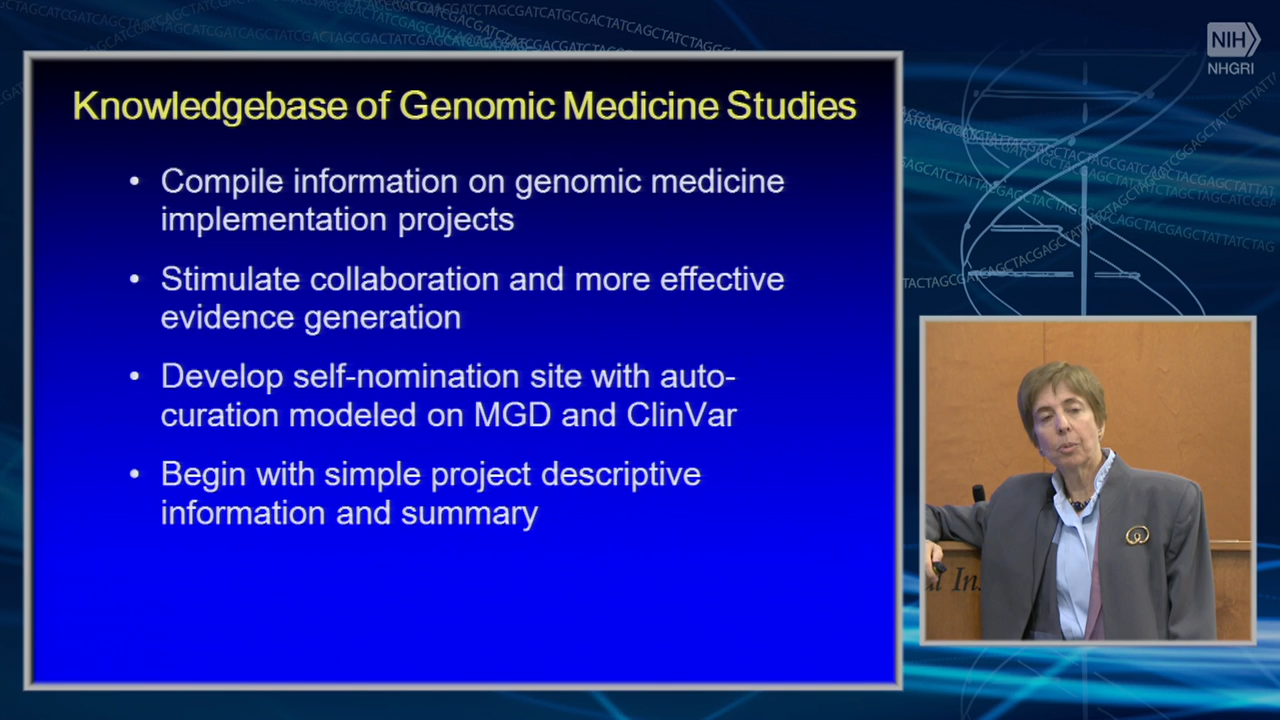 NIH
NHGRI
Knowledgebase of Genomic Medicine Studies
• Compile information on genomic medicine
implementation projects
• Stimulate collaboration and more effective
evidence generation
• Develop self-nomination site with auto-
curation modeled on MGD and ClinVar
• Begin with simple project descriptive
information and summary